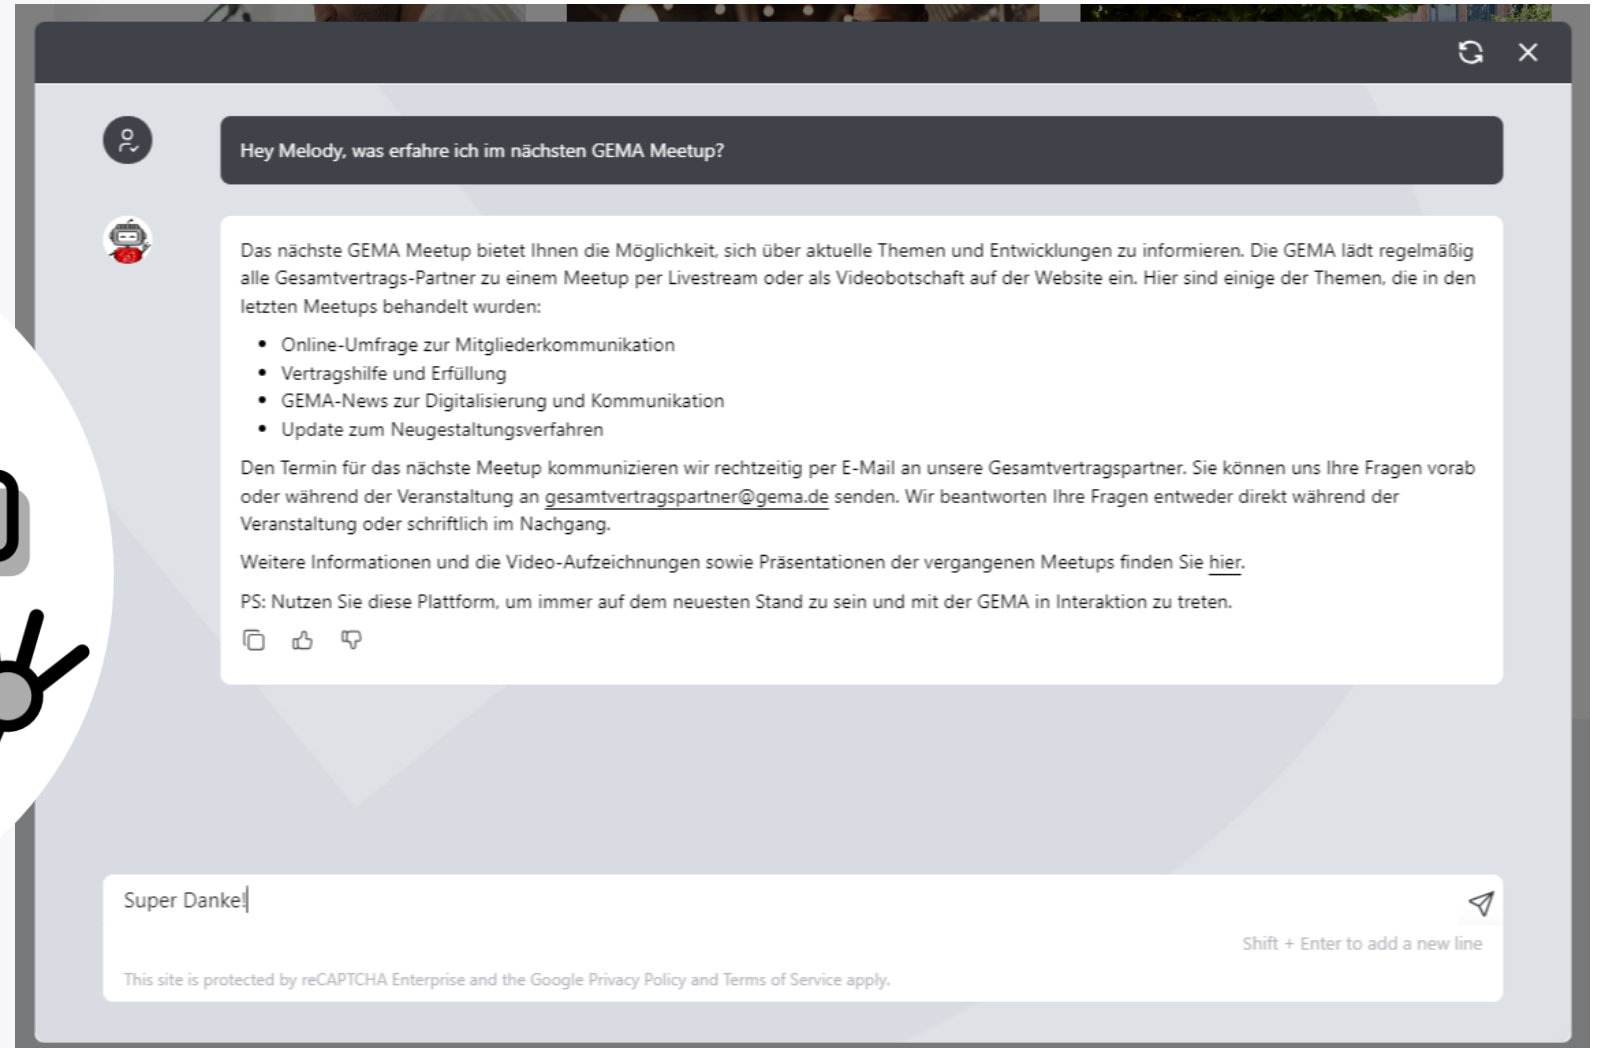 Hey Melody, was erfahre ich im nächsten GEMA Meetup?
Das nächste GEMA Meetup bietet Ihnen die Möglichkeit, sich über aktuelle Themen und Entwicklungen zu informieren. Die GEMA lädt regelmäßig
alle Gesamtvertrags-Partner zu einem Meetup per Livestream oder als Videobotschaft auf der Website ein. Hier sind einige der Themen, die in den
letzten Meetups behandelt wurden:
• Online-Umfrage zur Mitgliederkommunikation
• Vertragshilfe und Erfüllung
• GEMA-News zur Digitalisierung und Kommunikation
• Update zum Neugestaltungsverfahren
Den Termin für das nächste Meetup kommunizieren wir rechtzeitig per E-Mail an unsere Gesamtvertragspartner. Sie können uns Ihre Fragen vorab
oder während der Veranstaltung an gesamtvertragspartner@gema.de senden. Wir beantworten Ihre Fragen entweder direkt während der
Veranstaltung oder schriftlich im Nachgang.
Weitere Informationen und die Video-Aufzeichnungen sowie Präsentationen der vergangenen Meetups finden Sie hier.
PS: Nutzen Sie diese Plattform, um immer auf dem neuesten Stand zu sein und mit der GEMA in Interaktion zu treten.
Super Danke!
Shift + Enter to add a new line
This site is protected by reCAPTCHA Enterprise and the Google Privacy Policy and Terms of Service apply.